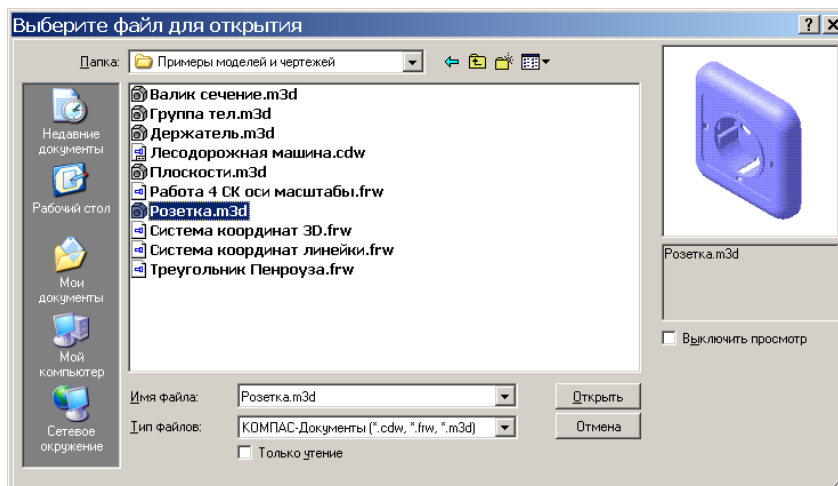 Выберите файл для открытия
Папка: Примеры моделей и чертежей
Недавние документы
Рабочий стол
Мои документы
Мой компьютер
Сетевое окружение
Валик сечение.m3d
Группа тел.m3d
Держатель.m3d
Лесодорожная машина.cdw
Плоскости.m3d
Работа 4 СК оси масштабы.frw
Розетка.m3d
Система координат 3D.frw
Система координат линейки.frw
Треугольник Пенроуза.frw
Имя файла: Розетка.m3d Открыть
Тип файлов: КОМПАС-Документы (*.cdw, *.frw, *.m3d) Отмена
Только чтение
Розетка.m3d
Выключить просмотр